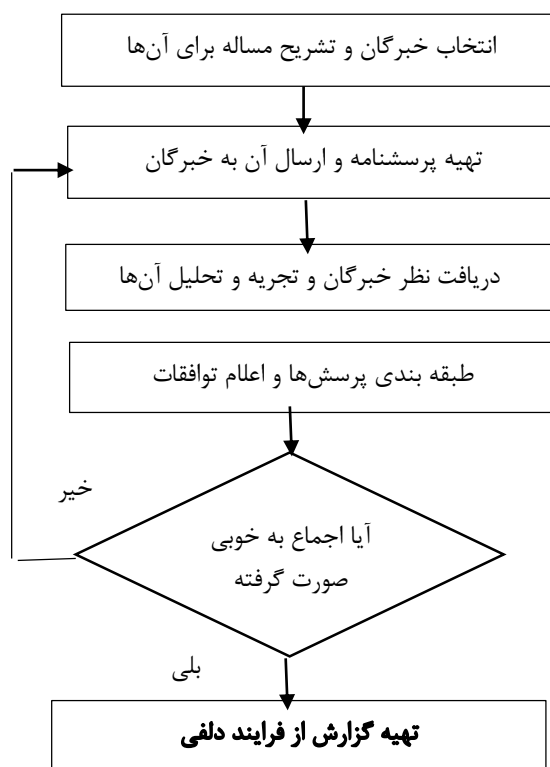 انتخاب خبرگان و تشریح مساله برای آن‌ها
تهیه پرسشنامه و ارسال آن به خبرگان
دریافت نظر خبرگان و تجریه و تحلیل آن‌ها
طبقه بندی پرسش‌ها و اعلام توافقات
خیر
آیا اجماع به خوبی
صورت گرفته
بلی
تهیه گزارش از فرایند دلفی